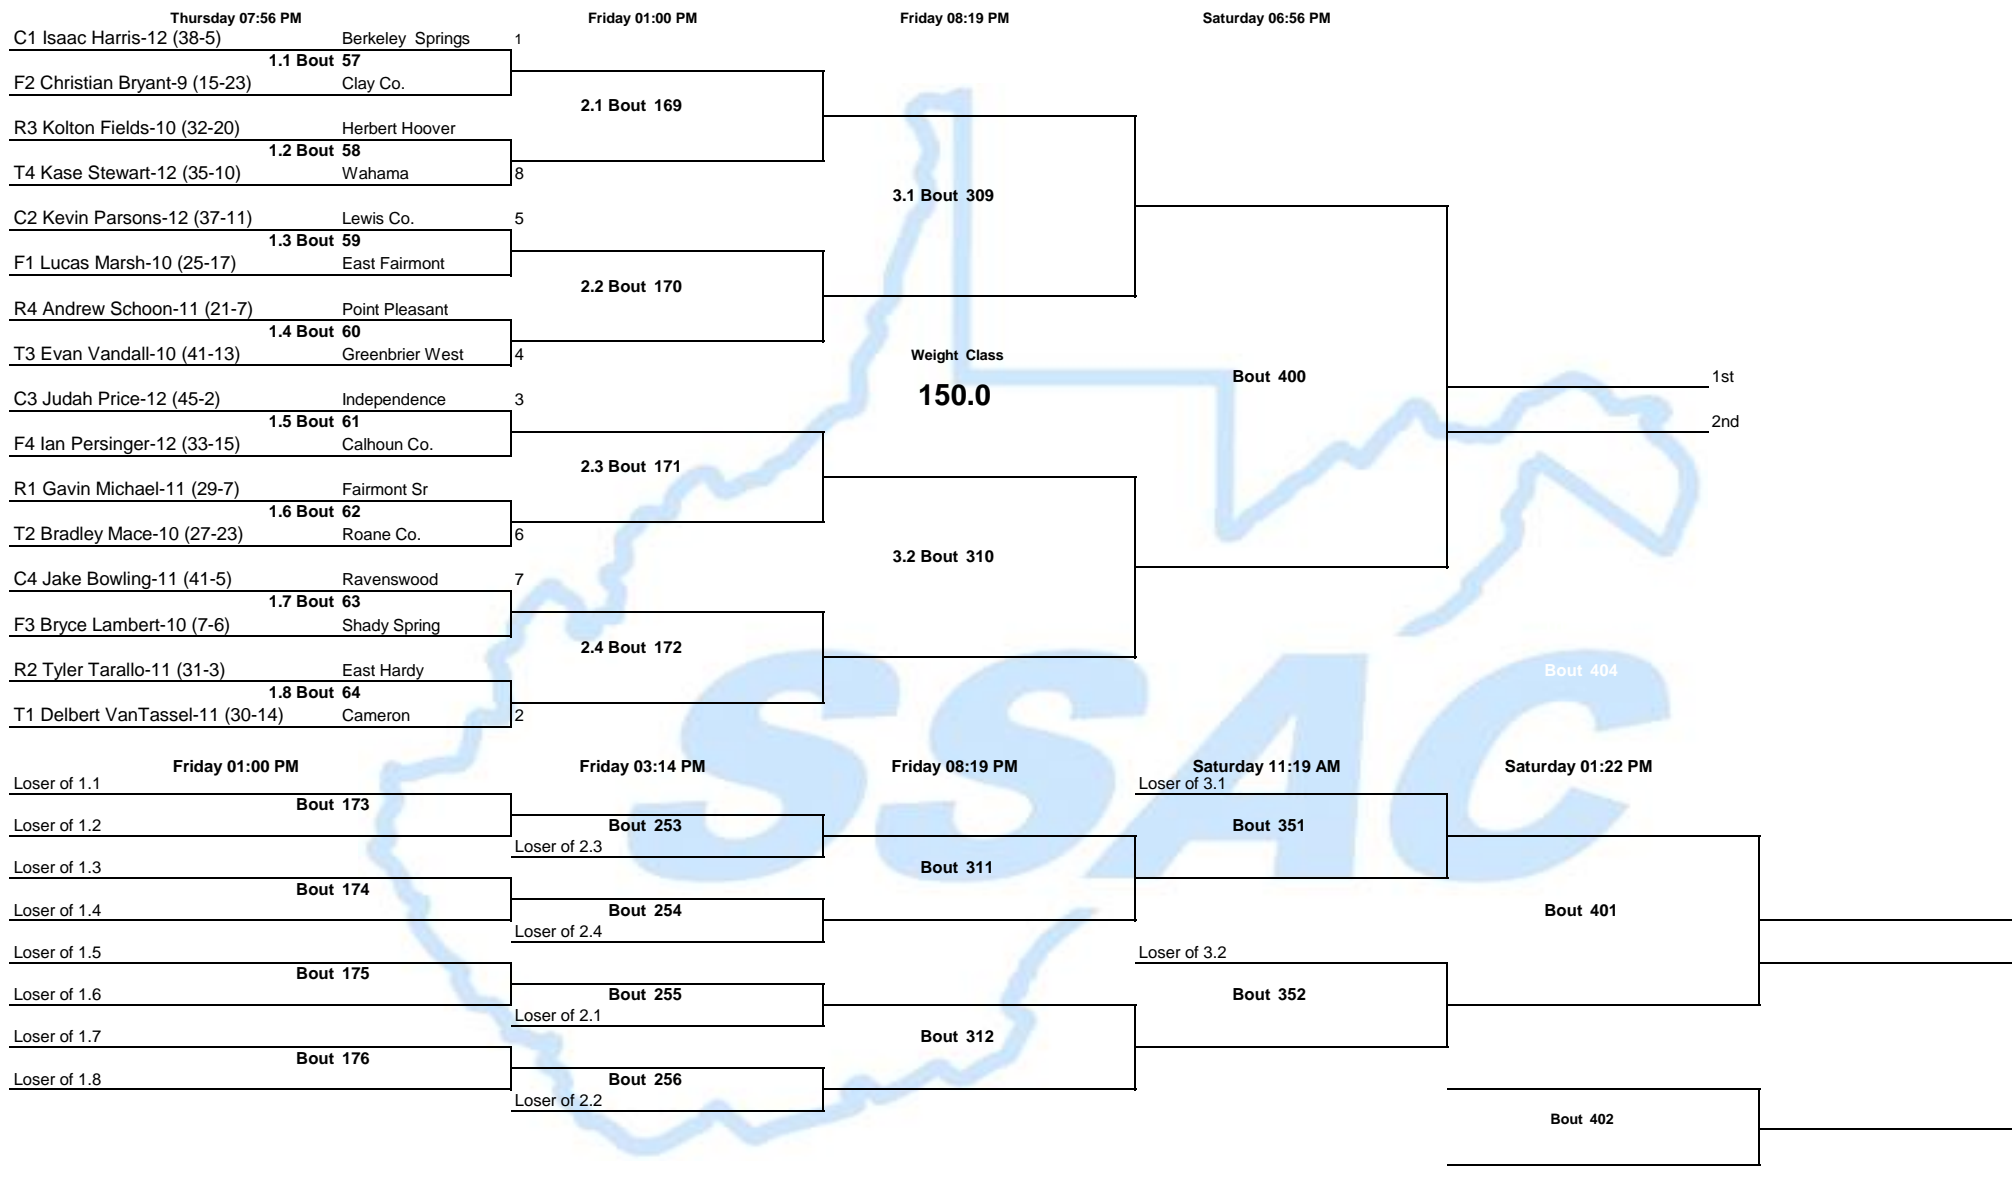 Thursday 07:56 PM Friday 01:00 PM Friday 08:19 PM Saturday 06:56 PM
C1 Isaac Harris-12 (38-5) Berkeley Springs 1
1.1 Bout 57
F2 Christian Bryant-9 (15-23) Clay Co.
2.1 Bout 169
R3 Kolton Fields-10 (32-20) Herbert Hoover
1.2 Bout 58
T4 Kase Stewart-12 (35-10) Wahama 8
3.1 Bout 309
C2 Kevin Parsons-12 (37-11) Lewis Co. 5
1.3 Bout 59
F1 Lucas Marsh-10 (25-17) East Fairmont
2.2 Bout 170
R4 Andrew Schoon-11 (21-7) Point Pleasant
1.4 Bout 60
T3 Evan Vandall-10 (41-13) Greenbrier West 4
Weight Class
Bout 400 1st
150.0
C3 Judah Price-12 (45-2) Independence 3
1.5 Bout 61 2nd
F4 Ian Persinger-12 (33-15) Calhoun Co.
2.3 Bout 171
R1 Gavin Michael-11 (29-7) Fairmont Sr
1.6 Bout 62
T2 Bradley Mace-10 (27-23) Roane Co. 6
3.2 Bout 310
C4 Jake Bowling-11 (41-5) Ravenswood 7
1.7 Bout 63
F3 Bryce Lambert-10 (7-6) Shady Spring
2.4 Bout 172
R2 Tyler Tarallo-11 (31-3) East Hardy
Bout 404
1.8 Bout 64
T1 Delbert VanTassel-11 (30-14) Cameron 2
SSAC
Friday 01:00 PM Friday 03:14 PM Friday 08:19 PM Saturday 11:19 AM Saturday 01:22 PM
Loser of 1.1 Loser of 3.1
Bout 173
Loser of 1.2 Bout 253 Bout 351
Loser of 2.3
Loser of 1.3 Bout 311
Bout 174
Loser of 1.4 Bout 254 Bout 401
Loser of 2.4
Loser of 1.5 Loser of 3.2
Bout 175
Loser of 1.6 Bout 255 Bout 352
Loser of 2.1
Loser of 1.7 Bout 312
Bout 176
Loser of 1.8 Bout 256
Loser of 2.2
Bout 402